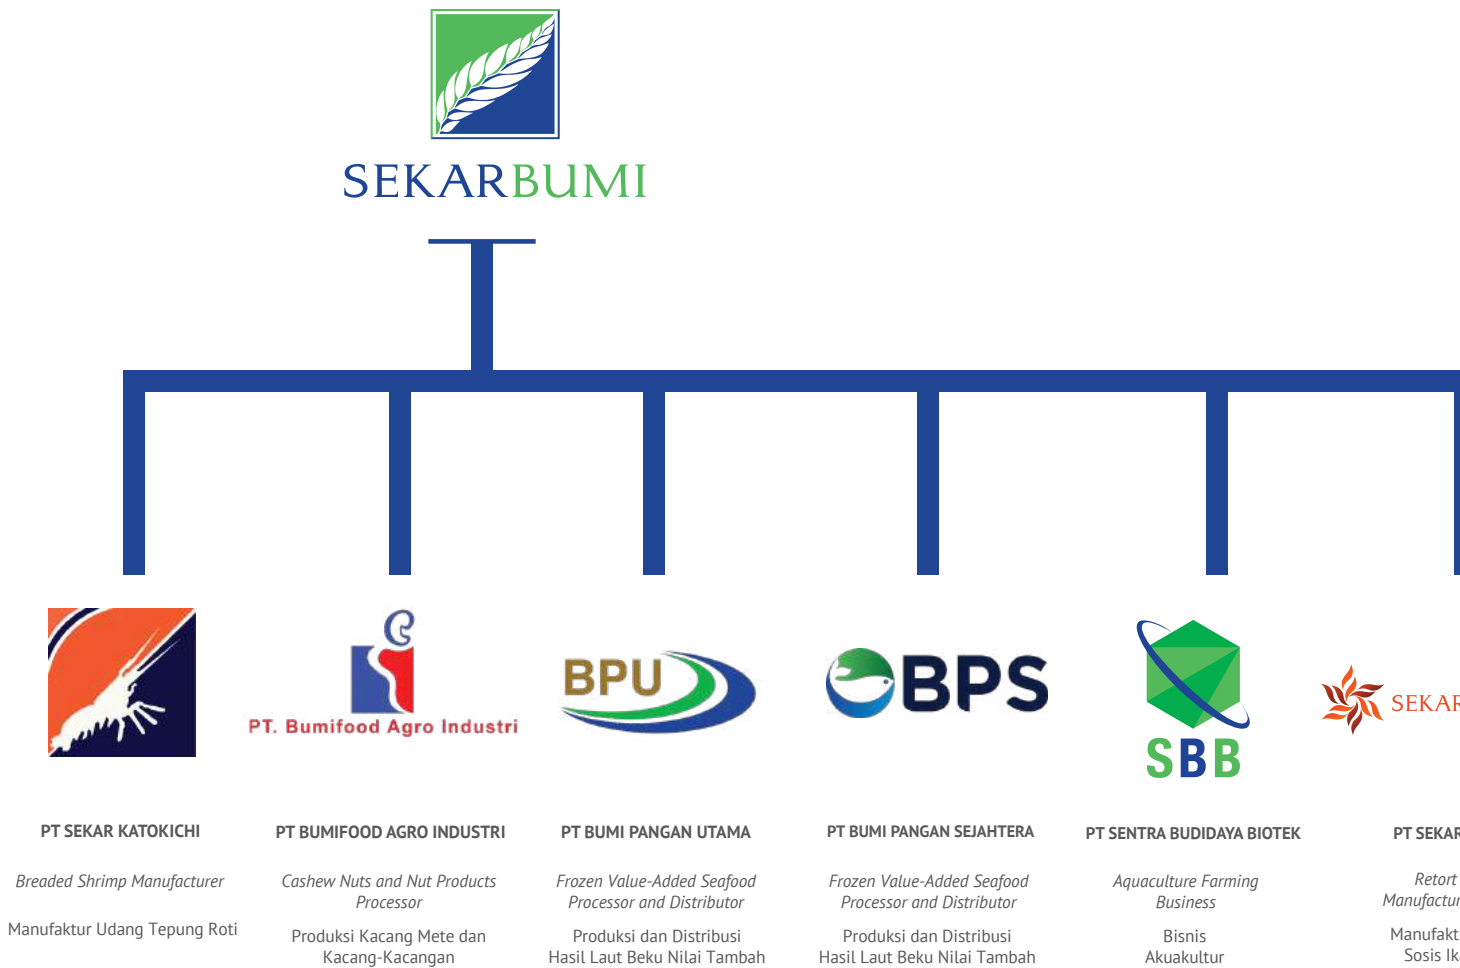 SEKARBUMI
PT. Bumifood Agro Industri
BPU
BPS
SBB
SEKAR
PT SEKAR KATOKICHI
Breaded Shrimp Manufacturer
Manufaktur Udang Tepung Roti
PT BUMIFOOD AGRO INDUSTRI
Cashew Nuts and Nut Products
Processor
Produksi Kacang Mete dan
Kacang-Kacangan
PT BUMI PANGAN UTAMA
Frozen Value-Added Seafood
Processor and Distributor
Produksi dan Distribusi
Hasil Laut Beku Nilai Tambah
PT BUMI PANGAN SEJAHTERA
Frozen Value-Added Seafood
Processor and Distributor
Produksi dan Distribusi
Hasil Laut Beku Nilai Tambah
PT SENTRA BUDIDAYA BIOTEK
Aquaculture Farming
Business
Bisnis
Akuakultur
PT SEKAR
Retort
Manufactur
Manufakt
Sosis Ik